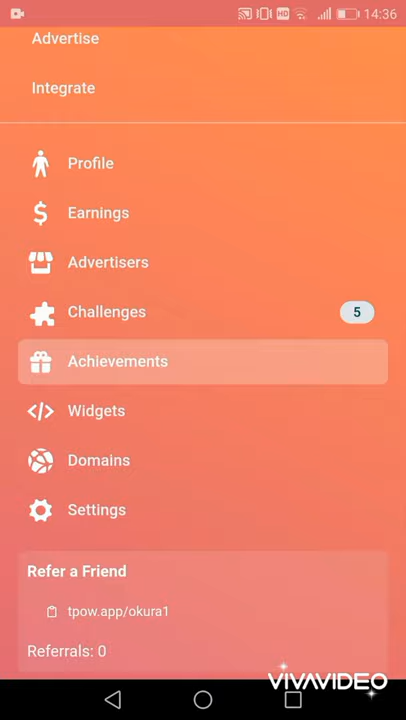 HD 14:36
Advertise
Integrate
Profile
Earnings
Advertisers
Challenges 5
Achievements
Widgets
Domains
Settings
Refer a Friend
tpow.app/okura1
Referrals: 0
VIVAVIDEO